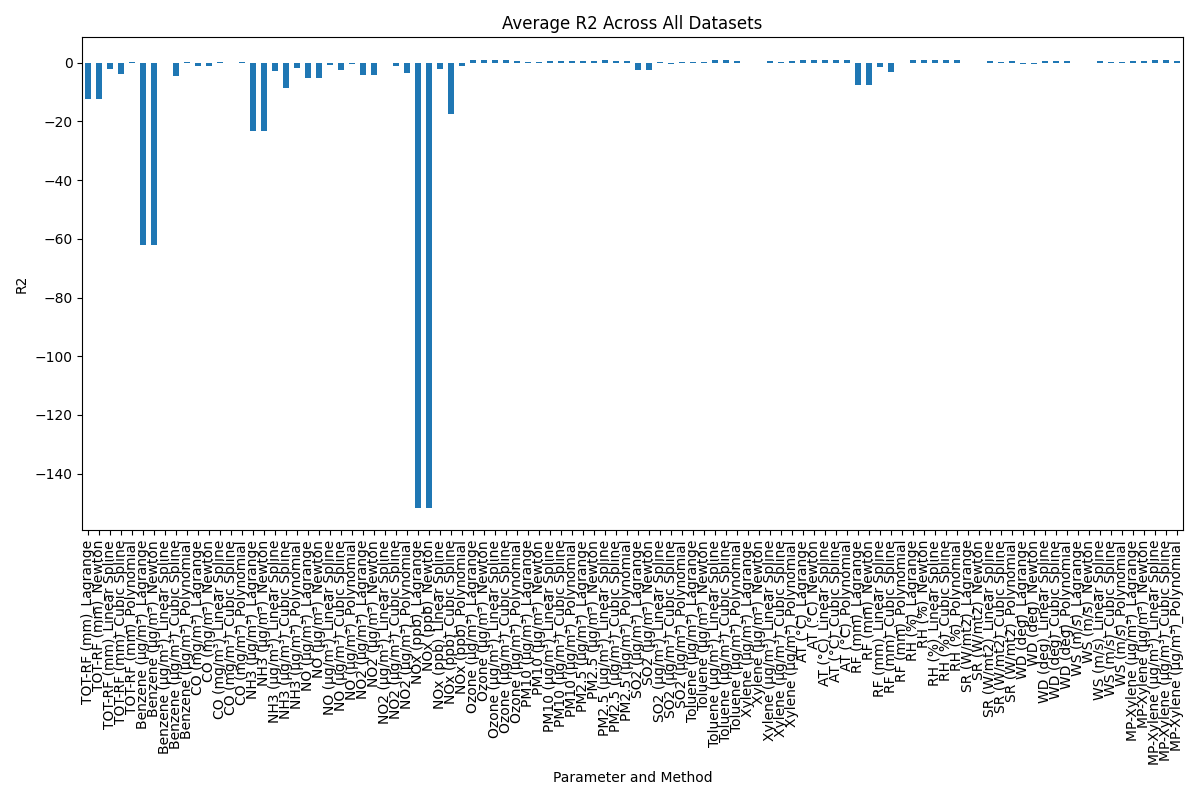 Average R2 Across All Datasets
R2
0
−20
−40
−60
−80
−100
−120
−140
TOT-RF (mm)_Lagrange
TOT-RF (mm)_Newton
TOT-RF (mm)_Linear Spline
TOT-RF (mm)_Cubic Spline
TOT-RF (mm)_Polynomial
Benzene (µg/m³)_Lagrange
Benzene (µg/m³)_Newton
Benzene (µg/m³)_Linear Spline
Benzene (µg/m³)_Cubic Spline
Benzene (µg/m³)_Polynomial
CO (mg/m³)_Lagrange
CO (mg/m³)_Newton
CO (mg/m³)_Linear Spline
CO (mg/m³)_Cubic Spline
CO (mg/m³)_Polynomial
NH3 (µg/m³)_Lagrange
NH3 (µg/m³)_Newton
NH3 (µg/m³)_Linear Spline
NH3 (µg/m³)_Cubic Spline
NH3 (µg/m³)_Polynomial
NO (µg/m³)_Lagrange
NO (µg/m³)_Newton
NO (µg/m³)_Linear Spline
NO (µg/m³)_Cubic Spline
NO (µg/m³)_Polynomial
NO2 (µg/m³)_Lagrange
NO2 (µg/m³)_Newton
NO2 (µg/m³)_Linear Spline
NO2 (µg/m³)_Cubic Spline
NO2 (µg/m³)_Polynomial
NOx (ppb)_Lagrange
NOx (ppb)_Newton
NOx (ppb)_Linear Spline
NOx (ppb)_Cubic Spline
NOx (ppb)_Polynomial
Ozone (µg/m³)_Lagrange
Ozone (µg/m³)_Newton
Ozone (µg/m³)_Linear Spline
Ozone (µg/m³)_Cubic Spline
Ozone (µg/m³)_Polynomial
PM10 (µg/m³)_Lagrange
PM10 (µg/m³)_Newton
PM10 (µg/m³)_Linear Spline
PM10 (µg/m³)_Cubic Spline
PM10 (µg/m³)_Polynomial
PM2.5 (µg/m³)_Lagrange
PM2.5 (µg/m³)_Newton
PM2.5 (µg/m³)_Linear Spline
PM2.5 (µg/m³)_Cubic Spline
PM2.5 (µg/m³)_Polynomial
SO2 (µg/m³)_Lagrange
SO2 (µg/m³)_Newton
SO2 (µg/m³)_Linear Spline
SO2 (µg/m³)_Cubic Spline
SO2 (µg/m³)_Polynomial
Toluene (µg/m³)_Lagrange
Toluene (µg/m³)_Newton
Toluene (µg/m³)_Linear Spline
Toluene (µg/m³)_Cubic Spline
Toluene (µg/m³)_Polynomial
Xylene (µg/m³)_Lagrange
Xylene (µg/m³)_Newton
Xylene (µg/m³)_Linear Spline
Xylene (µg/m³)_Cubic Spline
Xylene (µg/m³)_Polynomial
AT (°C)_Lagrange
AT (°C)_Newton
AT (°C)_Linear Spline
AT (°C)_Cubic Spline
AT (°C)_Polynomial
RF (mm)_Lagrange
RF (mm)_Newton
RF (mm)_Linear Spline
RF (mm)_Cubic Spline
RF (mm)_Polynomial
RH (%)_Lagrange
RH (%)_Newton
RH (%)_Linear Spline
RH (%)_Cubic Spline
RH (%)_Polynomial
SR (W/mt2)_Lagrange
SR (W/mt2)_Newton
SR (W/mt2)_Linear Spline
SR (W/mt2)_Cubic Spline
SR (W/mt2)_Polynomial
WD (deg)_Lagrange
WD (deg)_Newton
WD (deg)_Linear Spline
WD (deg)_Cubic Spline
WD (deg)_Polynomial
WS (m/s)_Lagrange
WS (m/s)_Newton
WS (m/s)_Linear Spline
WS (m/s)_Cubic Spline
WS (m/s)_Polynomial
MP-Xylene (µg/m³)_Lagrange
MP-Xylene (µg/m³)_Newton
MP-Xylene (µg/m³)_Linear Spline
MP-Xylene (µg/m³)_Cubic Spline
MP-Xylene (µg/m³)_Polynomial
Parameter and Method